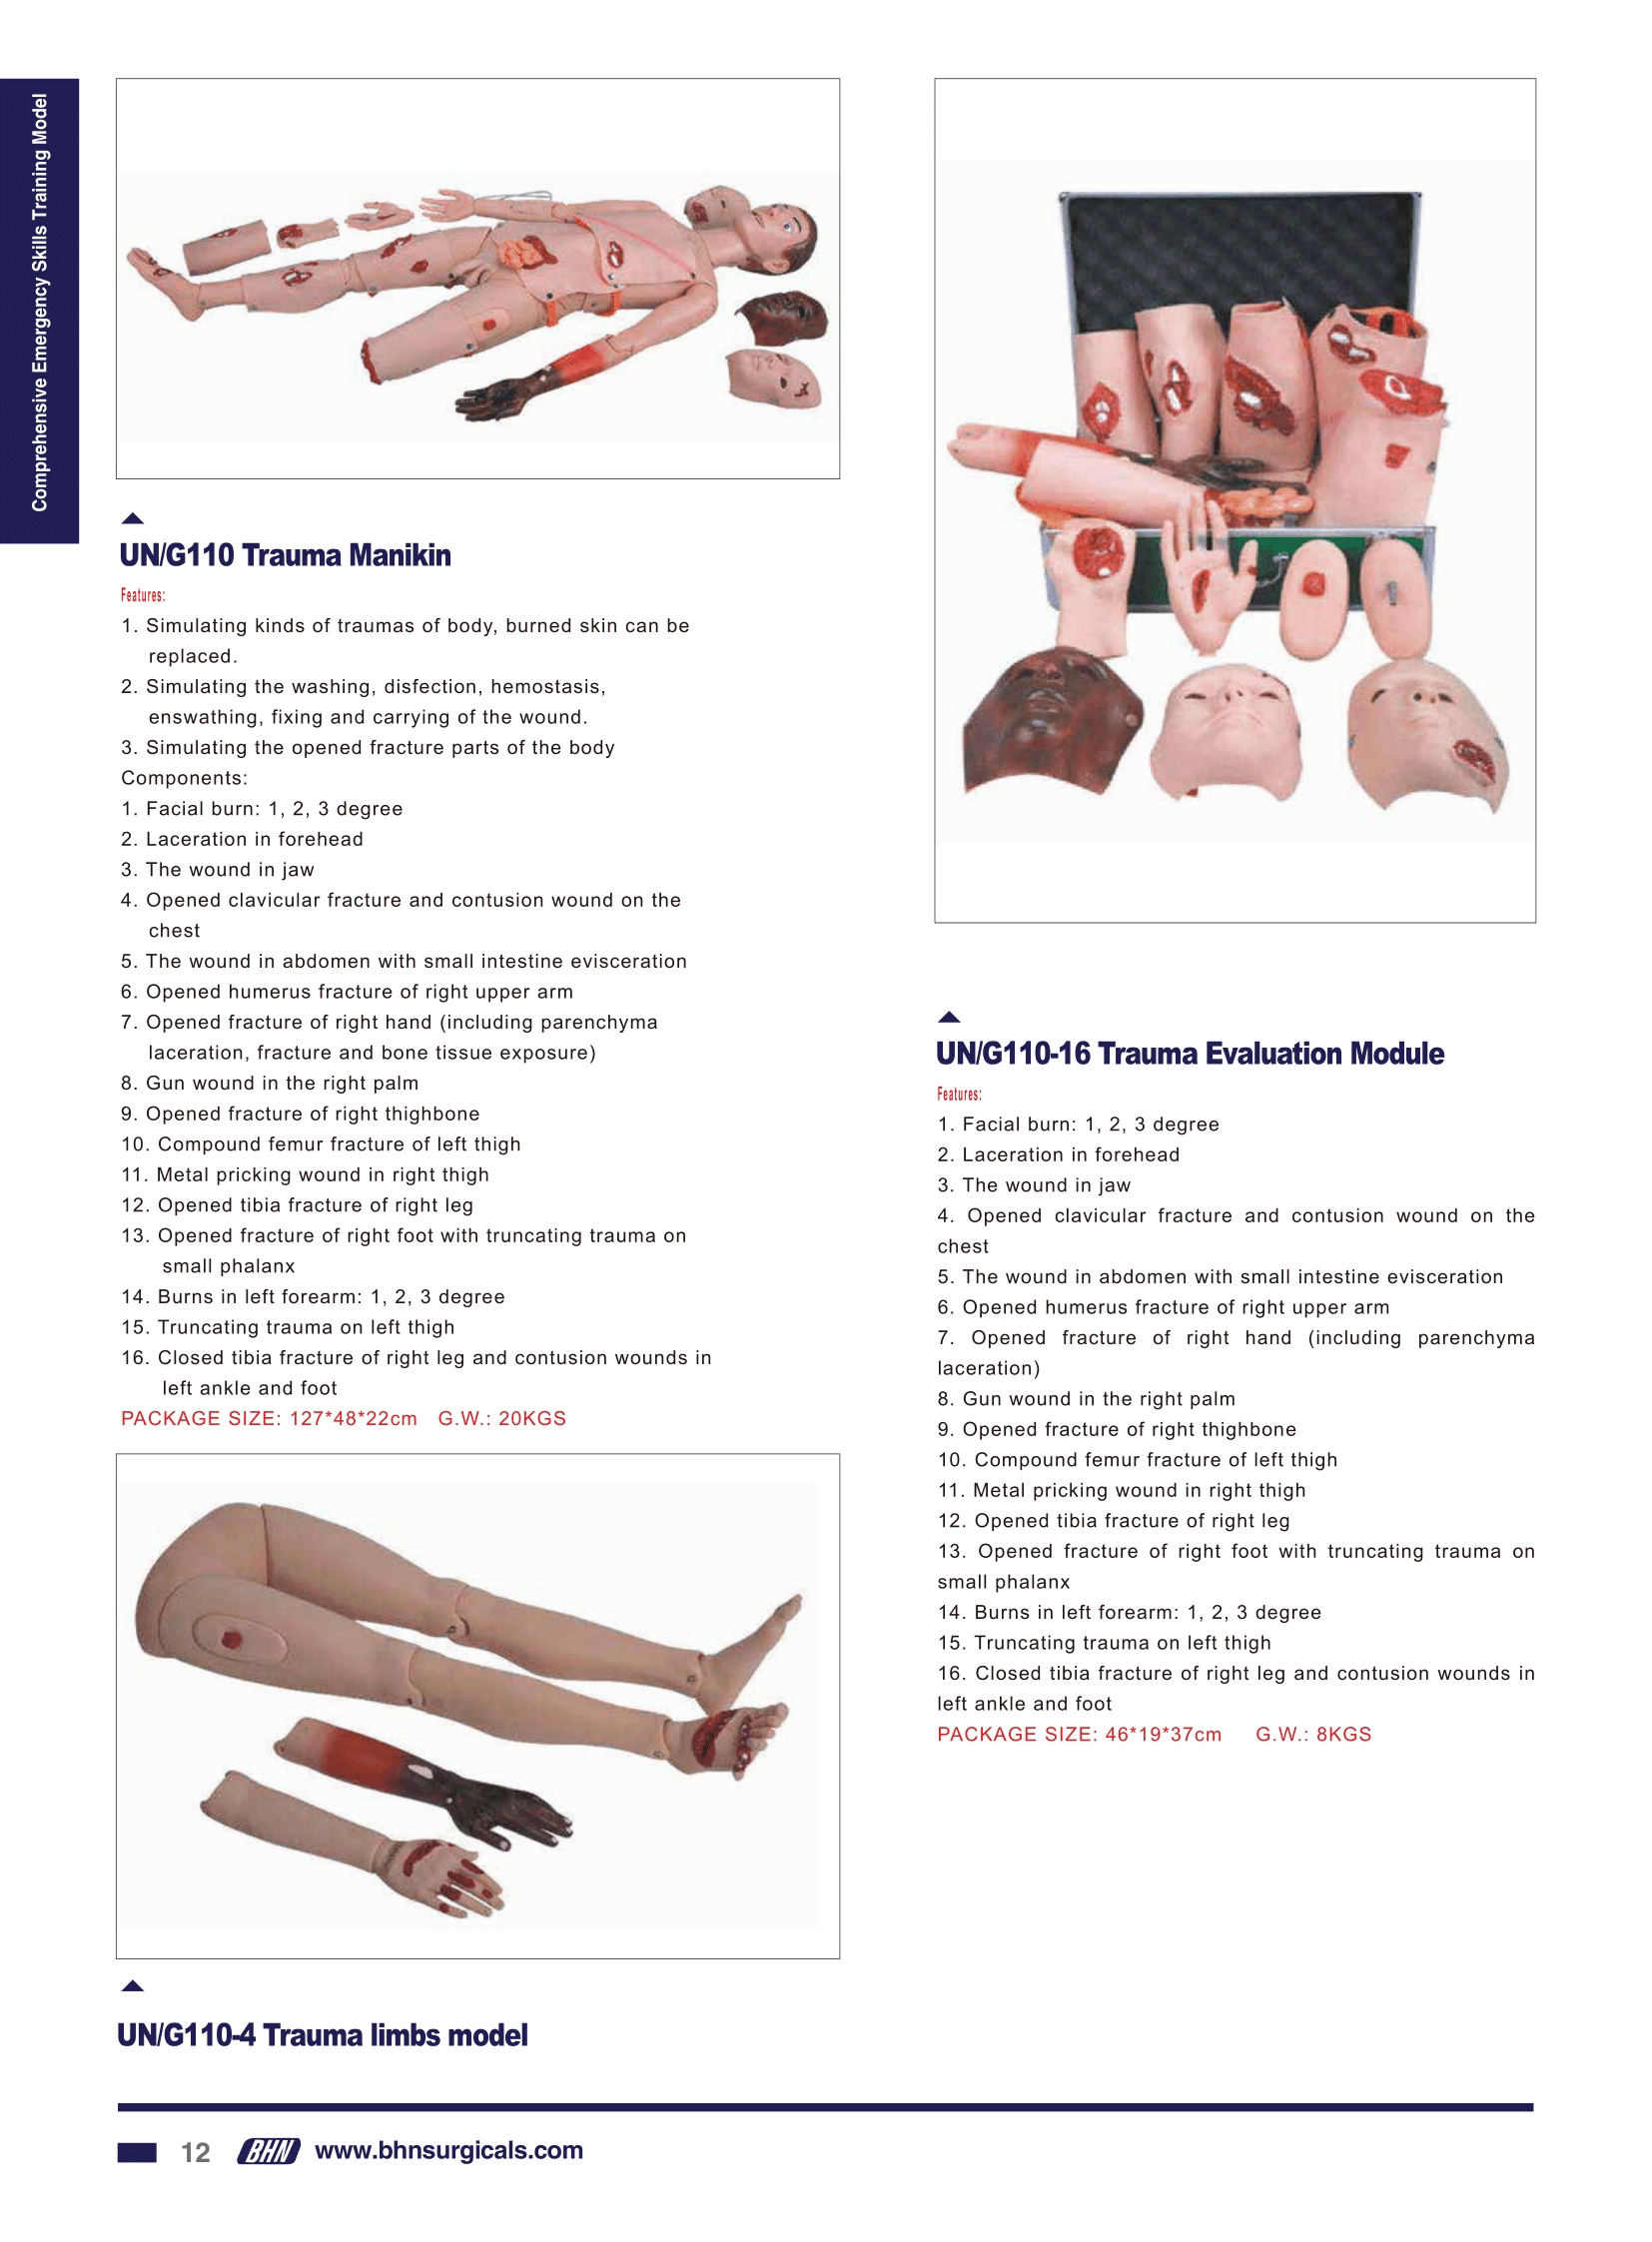 Comprehensive Emergency Skills Training Model
UN/G110 Trauma Manikin
Features:
1. Simulating kinds of traumas of body, burned skin can be
replaced.
2. Simulating the washing, disfection, hemostasis,
enswathing, fixing and carrying of the wound.
3. Simulating the opened fracture parts of the body
Components:
1. Facial burn: 1, 2, 3 degree
2. Laceration in forehead
3. The wound in jaw
4. Opened clavicular fracture and contusion wound on the
chest
5. The wound in abdomen with small intestine evisceration
6. Opened humerus fracture of right upper arm
7. Opened fracture of right hand (including parenchyma
laceration, fracture and bone tissue exposure)
8. Gun wound in the right palm
9. Opened fracture of right thighbone
10. Compound femur fracture of left thigh
11. Metal pricking wound in right thigh
12. Opened tibia fracture of right leg
13. Opened fracture of right foot with truncating trauma on
small phalanx
14. Burns in left forearm: 1, 2, 3 degree
15. Truncating trauma on left thigh
16. Closed tibia fracture of right leg and contusion wounds in
left ankle and foot
PACKAGE SIZE: 127*48*22cm G.W.: 20KGS
UN/G110-4 Trauma limbs model
UN/G110-16 Trauma Evaluation Module
Features:
1. Facial burn: 1, 2, 3 degree
2. Laceration in forehead
3. The wound in jaw
4. Opened clavicular fracture and contusion wound on the
chest
5. The wound in abdomen with small intestine evisceration
6. Opened humerus fracture of right upper arm
7. Opened fracture of right hand (including parenchyma
laceration)
8. Gun wound in the right palm
9. Opened fracture of right thighbone
10. Compound femur fracture of left thigh
11. Metal pricking wound in right thigh
12. Opened tibia fracture of right leg
13. Opened fracture of right foot with truncating trauma on
small phalanx
14. Burns in left forearm: 1, 2, 3 degree
15. Truncating trauma on left thigh
16. Closed tibia fracture of right leg and contusion wounds in
left ankle and foot
PACKAGE SIZE: 46*19*37cm G.W.: 8KGS
12 BHN www.bhnsurgicals.com